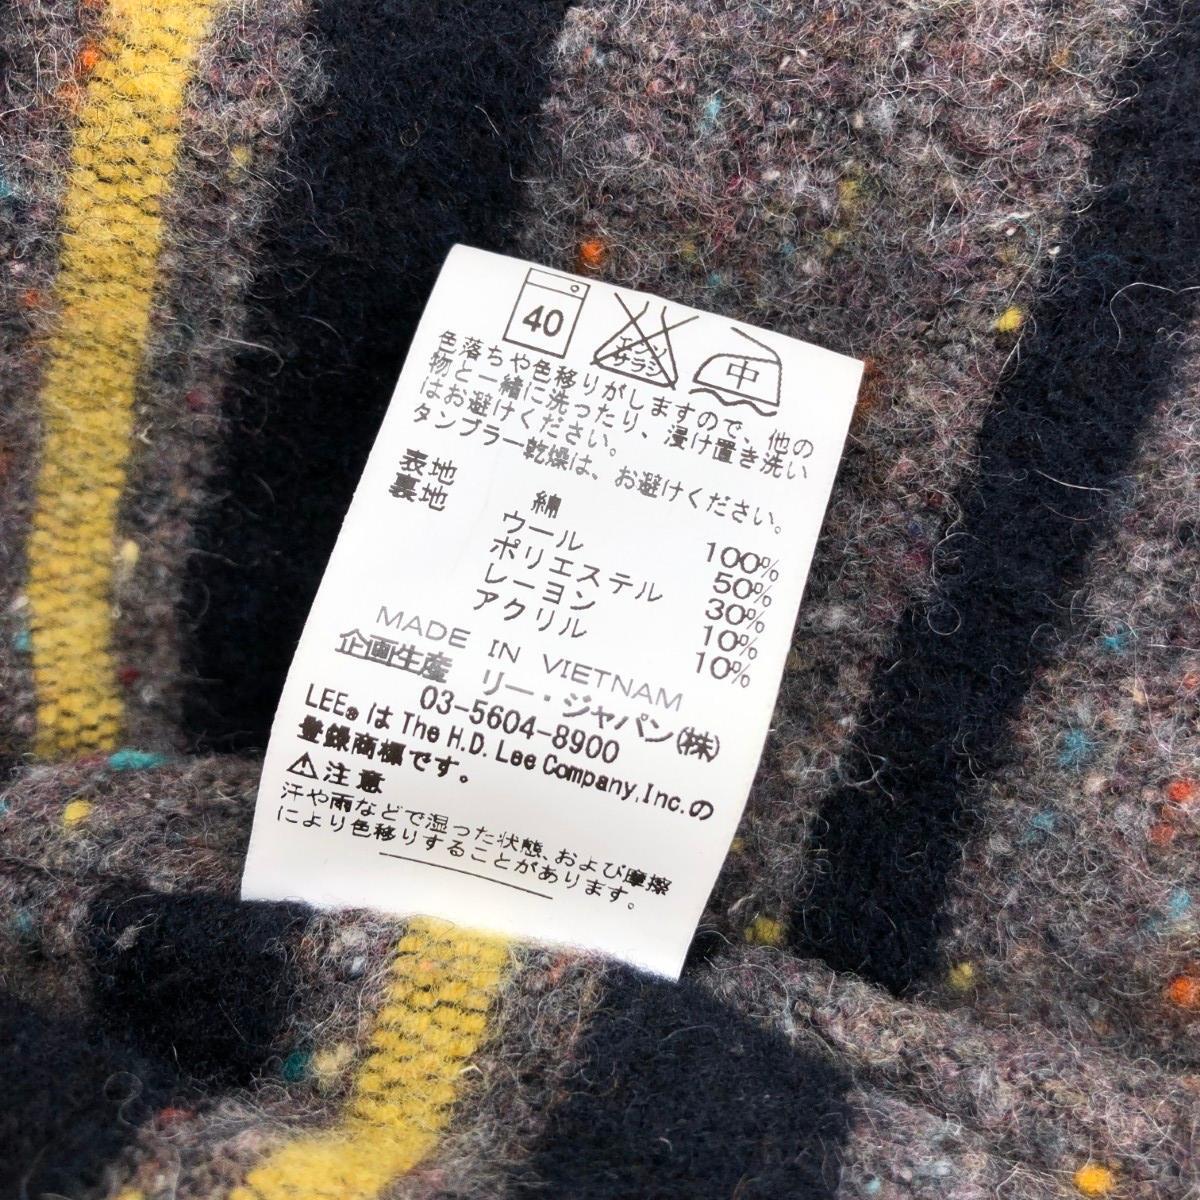 40
エンソ
サラシ
中
色落ちや色移りがしますので、他の
物と一緒に洗ったり、浸け置き洗い
はお避けください。
タンブラー乾燥は、お避けください。
表地 綿 100%
裏地 ウール 50%
ポリエステル 30%
レーヨン 10%
アクリル 10%
MADE IN VIETNAM
企画生産 リー・ジャパン(株)
03-5604-8900
LEE®は The H.D. Lee Company,Inc.の
登録商標です。
⚠注意
汗や雨などで湿った状態、および摩擦
により色移りすることがあります。